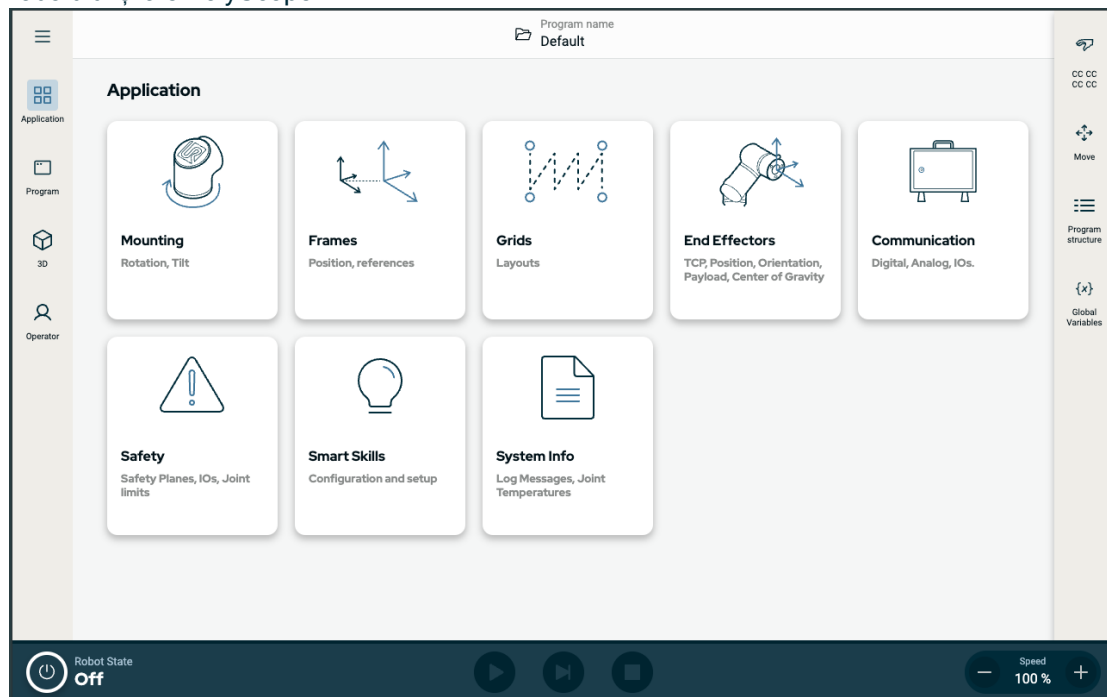 Program name
Default
Application
Application
Program
3D
Operator
Mounting
Rotation, Tilt
Frames
Position, references
Grids
Layouts
End Effectors
TCP, Position, Orientation,
Payload, Center of Gravity
Communication
Digital, Analog, IOs.
Safety
Safety Planes, IOs, Joint
limits
Smart Skills
Configuration and setup
System Info
Log Messages, Joint
Temperatures
CC CC
CC CC
Move
Program
structure
{x}
Global
Variables
Robot State
Off
Speed
100 %